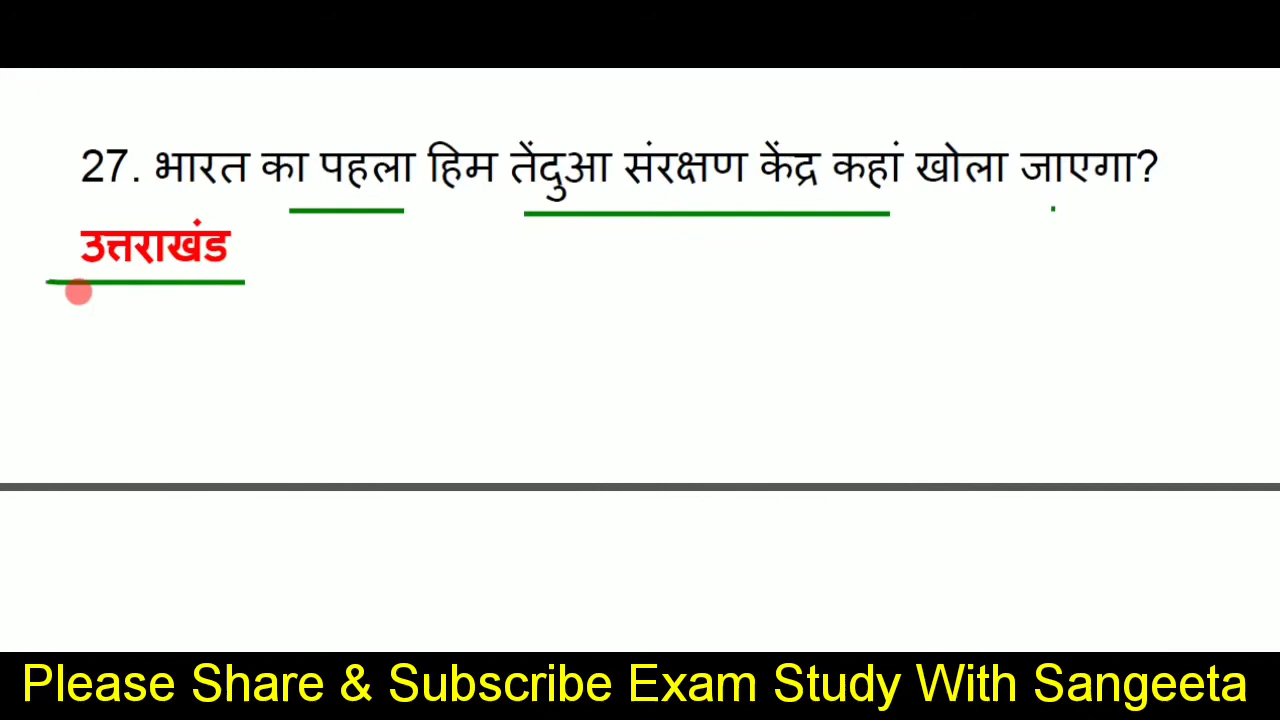 27. भारत का पहला हिम तेंदुआ संरक्षण केंद्र कहां खोला जाएगा?
उत्तराखंड
Please Share & Subscribe Exam Study With Sangeeta